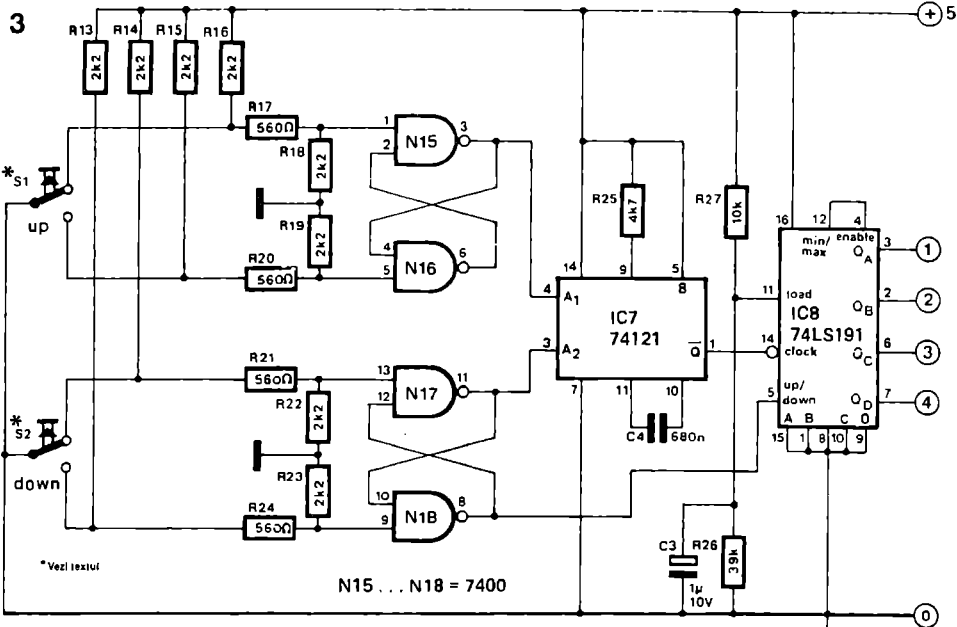 3
R13 R14 R15 R16
2k2 2k2 2k2 2k2
+ 5
R17
560Ω
R18
2k2
1
2
N15
3
* S1
up
R19
2k2
R20
560Ω
4
5
N16
6
R25
4k7
R27
10k
14 9 5
B
4 A1
IC7
74121
3 A2
Q 1
7 11 10
C4 680n
16 12 4
min/
max
enable
QA 3 1
11 load
IC8
74LS191
QB 2 2
14
clock
QC 6 3
5 up/
down
QD 7 4
A B C D
15 1 8 10 9
R21
560Ω
R22
2k2
13
12
N17
11
* S2
down
R23
2k2
R24
560Ω
10
9
N18
8
C3
1µ
10V
R26
39k
* Vezi textul
N15 ... N18 = 7400
0